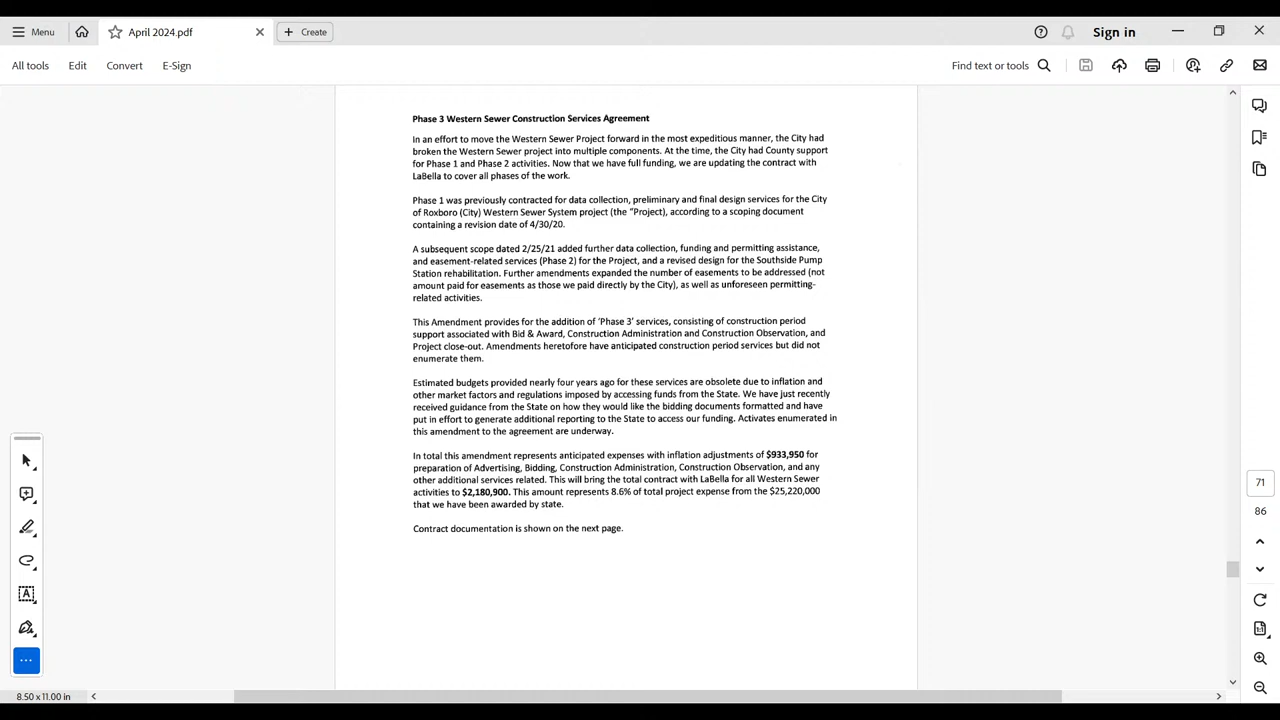 Menu
April 2024.pdf
Create
Sign in
All tools
Edit
Convert
E-Sign
Find text or tools
Phase 3 Western Sewer Construction Services Agreement
In an effort to move the Western Sewer Project forward in the most expeditious manner, the City had
broken the Western Sewer project into multiple components. At the time, the City had County support
for Phase 1 and Phase 2 activities. Now that we have full funding, we are updating the contract with
LaBella to cover all phases of the work.
Phase 1 was previously contracted for data collection, preliminary and final design services for the City
of Roxboro (City) Western Sewer System project (the "Project), according to a scoping document
containing a revision date of 4/30/20.
A subsequent scope dated 2/25/21 added further data collection, funding and permitting assistance,
and easement-related services (Phase 2) for the Project, and a revised design for the Southside Pump
Station rehabilitation. Further amendments expanded the number of easements to be addressed (not
amount paid for easements as those we paid directly by the City), as well as unforeseen permitting-
related activities.
This Amendment provides for the addition of 'Phase 3' services, consisting of construction period
support associated with Bid & Award, Construction Administration and Construction Observation, and
Project close-out. Amendments heretofore have anticipated construction period services but did not
enumerate them.
Estimated budgets provided nearly four years ago for these services are obsolete due to inflation and
other market factors and regulations imposed by accessing funds from the State. We have just recently
received guidance from the State on how they would like the bidding documents formatted and have
put in effort to generate additional reporting to the State to access our funding. Activates enumerated in
this amendment to the agreement are underway.
In total this amendment represents anticipated expenses with inflation adjustments of $933,950 for
preparation of Advertising, Bidding, Construction Administration, Construction Observation, and any
other additional services related. This will bring the total contract with LaBella for all Western Sewer
activities to $2,180,900. This amount represents 8.6% of total project expense from the $25,220,000
that we have been awarded by state.
Contract documentation is shown on the next page.
71
86
8.50 x 11.00 in